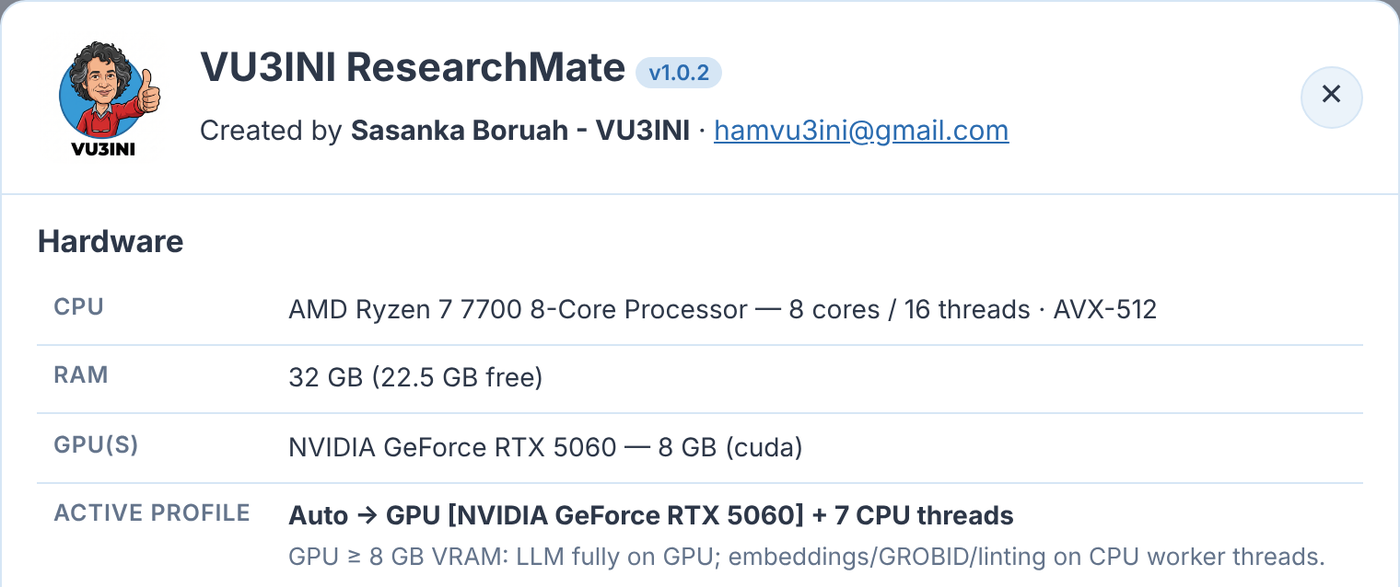 VU3INI ResearchMate v1.0.2
Created by Sasanka Boruah - VU3INI · hamvu3ini@gmail.com
VU3INI
Hardware
CPU AMD Ryzen 7 7700 8-Core Processor — 8 cores / 16 threads · AVX-512
RAM 32 GB (22.5 GB free)
GPU(S) NVIDIA GeForce RTX 5060 — 8 GB (cuda)
ACTIVE PROFILE Auto → GPU [NVIDIA GeForce RTX 5060] + 7 CPU threads
GPU ≥ 8 GB VRAM: LLM fully on GPU; embeddings/GROBID/linting on CPU worker threads.